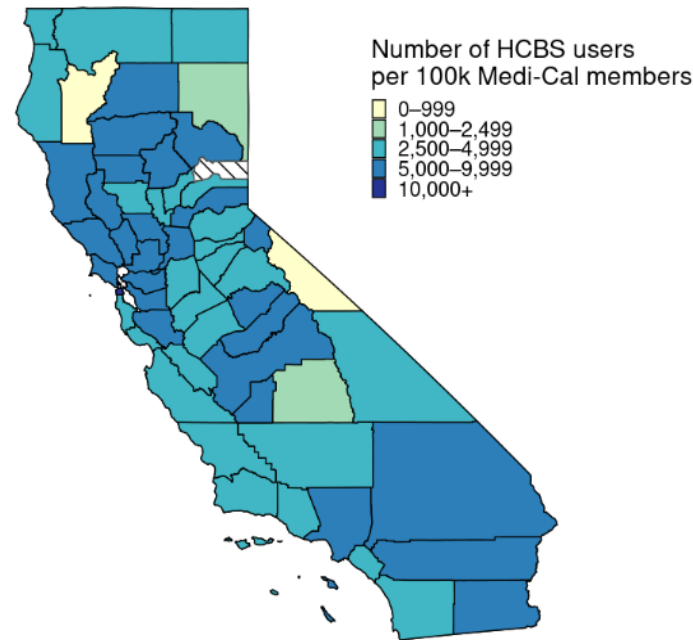 Number of HCBS users
per 100k Medi-Cal members
0–999
1,000–2,499
2,500–4,999
5,000–9,999
10,000+